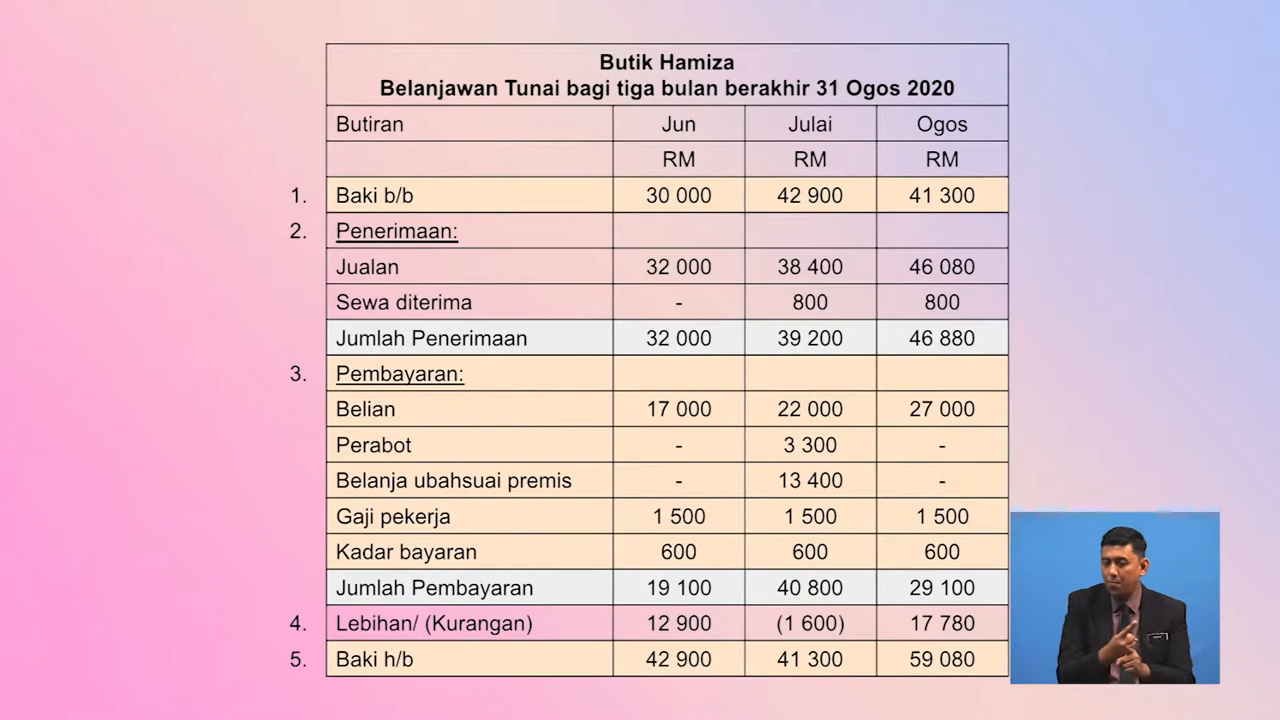 Butik Hamiza
Belanjawan Tunai bagi tiga bulan berakhir 31 Ogos 2020
Butiran Jun Julai Ogos
RM RM RM
1. Baki b/b 30 000 42 900 41 300
2. Penerimaan:
Jualan 32 000 38 400 46 080
Sewa diterima - 800 800
Jumlah Penerimaan 32 000 39 200 46 880
3. Pembayaran:
Belian 17 000 22 000 27 000
Perabot - 3 300 -
Belanja ubahsuai premis - 13 400 -
Gaji pekerja 1 500 1 500 1 500
Kadar bayaran 600 600 600
Jumlah Pembayaran 19 100 40 800 29 100
4. Lebihan/ (Kurangan) 12 900 (1 600) 17 780
5. Baki h/b 42 900 41 300 59 080